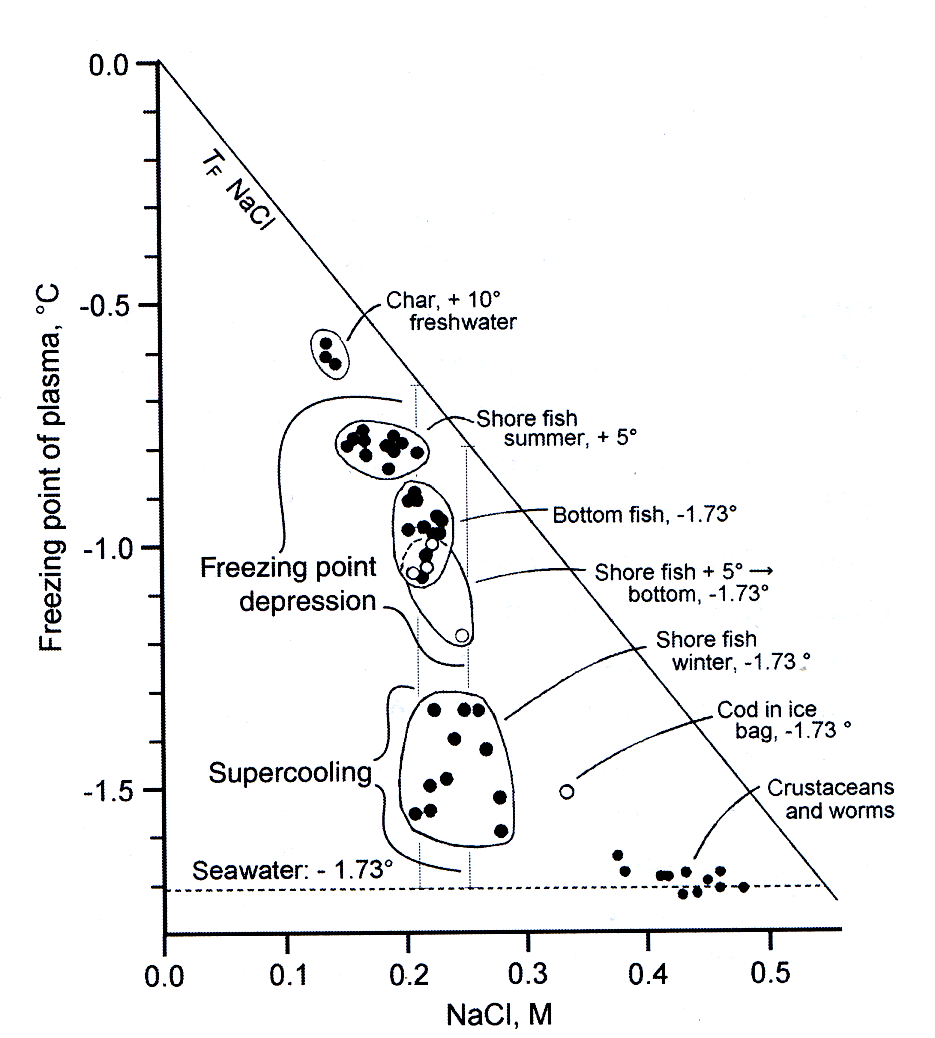 0.0
TF NaCl
Freezing point of plasma, °C
-0.5
Char, + 10°
freshwater
Shore fish
summer, + 5°
Bottom fish, -1.73°
-1.0
Freezing point
depression
Shore fish + 5° →
bottom, -1.73°
Shore fish
winter, -1.73 °
Cod in ice
bag, -1.73 °
Supercooling
-1.5
Crustaceans
and worms
Seawater: - 1.73°
0.0 0.1 0.2 0.3 0.4 0.5
NaCl, M